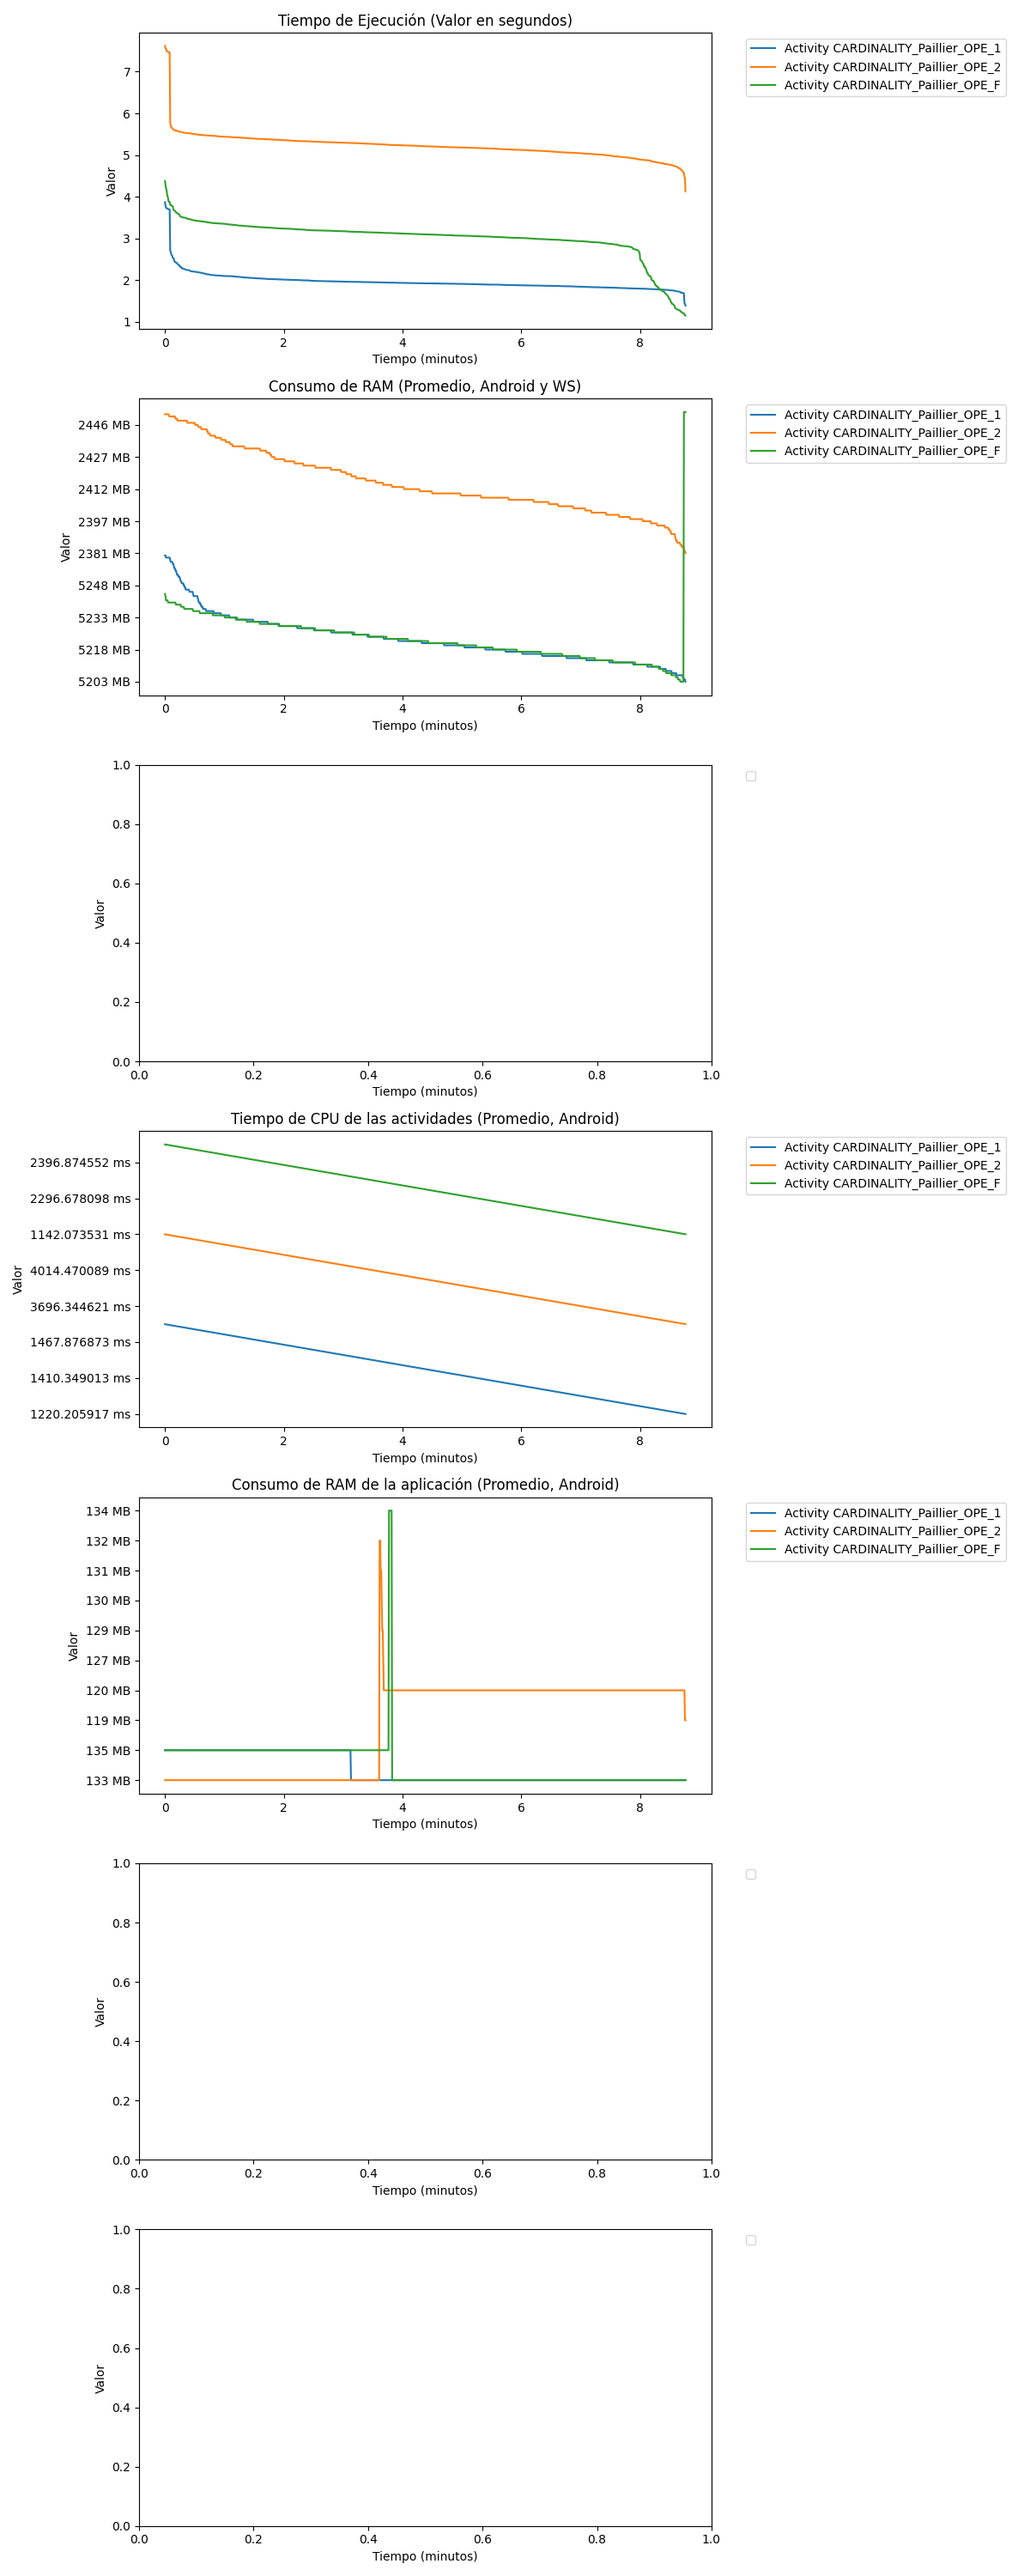 Tiempo de Ejecución (Valor en segundos)
Valor
7
6
5
4
3
2
1
0 2 4 6 8
Tiempo (minutos)
Activity CARDINALITY_Paillier_OPE_1
Activity CARDINALITY_Paillier_OPE_2
Activity CARDINALITY_Paillier_OPE_F
Consumo de RAM (Promedio, Android y WS)
Valor
2446 MB
2427 MB
2412 MB
2397 MB
2381 MB
5248 MB
5233 MB
5218 MB
5203 MB
0 2 4 6 8
Tiempo (minutos)
Activity CARDINALITY_Paillier_OPE_1
Activity CARDINALITY_Paillier_OPE_2
Activity CARDINALITY_Paillier_OPE_F
Valor
1.0
0.8
0.6
0.4
0.2
0.0
0.0 0.2 0.4 0.6 0.8 1.0
Tiempo (minutos)
Tiempo de CPU de las actividades (Promedio, Android)
Valor
2396.874552 ms
2296.678098 ms
1142.073531 ms
4014.470089 ms
3696.344621 ms
1467.876873 ms
1410.349013 ms
1220.205917 ms
0 2 4 6 8
Tiempo (minutos)
Activity CARDINALITY_Paillier_OPE_1
Activity CARDINALITY_Paillier_OPE_2
Activity CARDINALITY_Paillier_OPE_F
Consumo de RAM de la aplicación (Promedio, Android)
Valor
134 MB
132 MB
131 MB
130 MB
129 MB
127 MB
120 MB
119 MB
135 MB
133 MB
0 2 4 6 8
Tiempo (minutos)
Activity CARDINALITY_Paillier_OPE_1
Activity CARDINALITY_Paillier_OPE_2
Activity CARDINALITY_Paillier_OPE_F
Valor
1.0
0.8
0.6
0.4
0.2
0.0
0.0 0.2 0.4 0.6 0.8 1.0
Tiempo (minutos)
Valor
1.0
0.8
0.6
0.4
0.2
0.0
0.0 0.2 0.4 0.6 0.8 1.0
Tiempo (minutos)